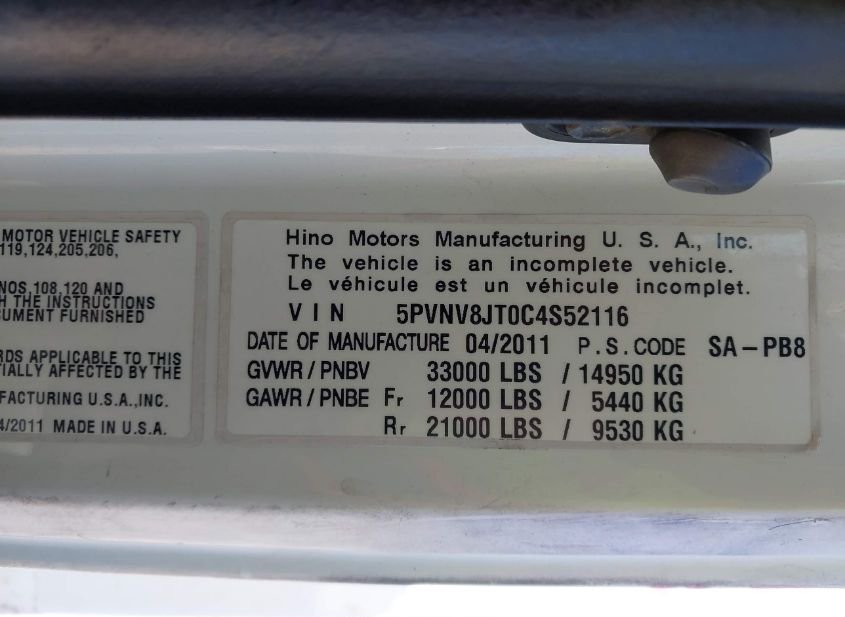 MOTOR VEHICLE SAFETY
119,124,205,206,
NOS,108,120 AND
H THE INSTRUCTIONS
CUMENT FURNISHED
RDS APPLICABLE TO THIS
TIALLY AFFECTED BY THE
FACTURING U.S.A.,INC.
4/2011 MADE IN U.S.A.
Hino Motors Manufacturing U. S. A., Inc.
The vehicle is an incomplete vehicle.
Le véhicule est un véhicule incomplet.
VIN 5PVNV8JT0C4S52116
DATE OF MANUFACTURE 04/2011 P.S.CODE SA-PB8
GVWR/PNBV 33000 LBS / 14950 KG
GAWR/PNBE Fr 12000 LBS / 5440 KG
Rr 21000 LBS / 9530 KG